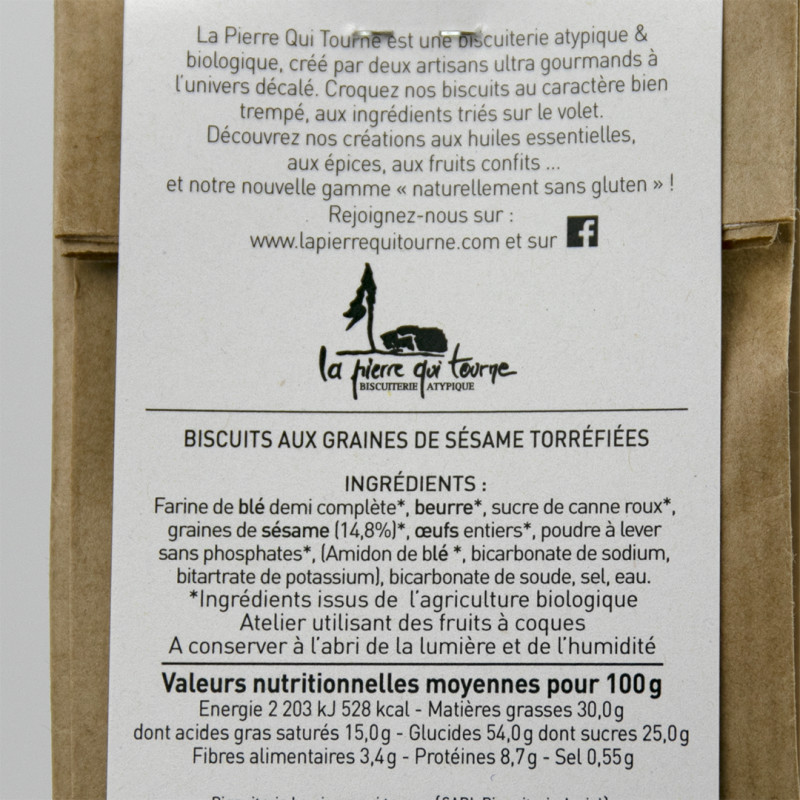 La Pierre Qui Tourne est une biscuiterie atypique &
biologique, créé par deux artisans ultra gourmands à
l'univers décalé. Croquez nos biscuits au caractère bien
trempé, aux ingrédients triés sur le volet.
Découvrez nos créations aux huiles essentielles,
aux épices, aux fruits confits ...
et notre nouvelle gamme « naturellement sans gluten » !
Rejoignez-nous sur :
www.lapierrequitourne.com et sur f
la pierre qui tourne
BISCUITERIE ATYPIQUE
BISCUITS AUX GRAINES DE SÉSAME TORRÉFIÉES
INGRÉDIENTS :
Farine de blé demi complète*, beurre*, sucre de canne roux*,
graines de sésame (14,8%)*, œufs entiers*, poudre à lever
sans phosphates*, (Amidon de blé *, bicarbonate de sodium,
bitartrate de potassium), bicarbonate de soude, sel, eau.
*Ingrédients issus de l'agriculture biologique
Atelier utilisant des fruits à coques
A conserver à l'abri de la lumière et de l'humidité
Valeurs nutritionnelles moyennes pour 100g
Energie 2 203 kJ 528 kcal - Matières grasses 30,0g
dont acides gras saturés 15,0g - Glucides 54,0g dont sucres 25,0g
Fibres alimentaires 3,4g - Protéines 8,7g - Sel 0,55g